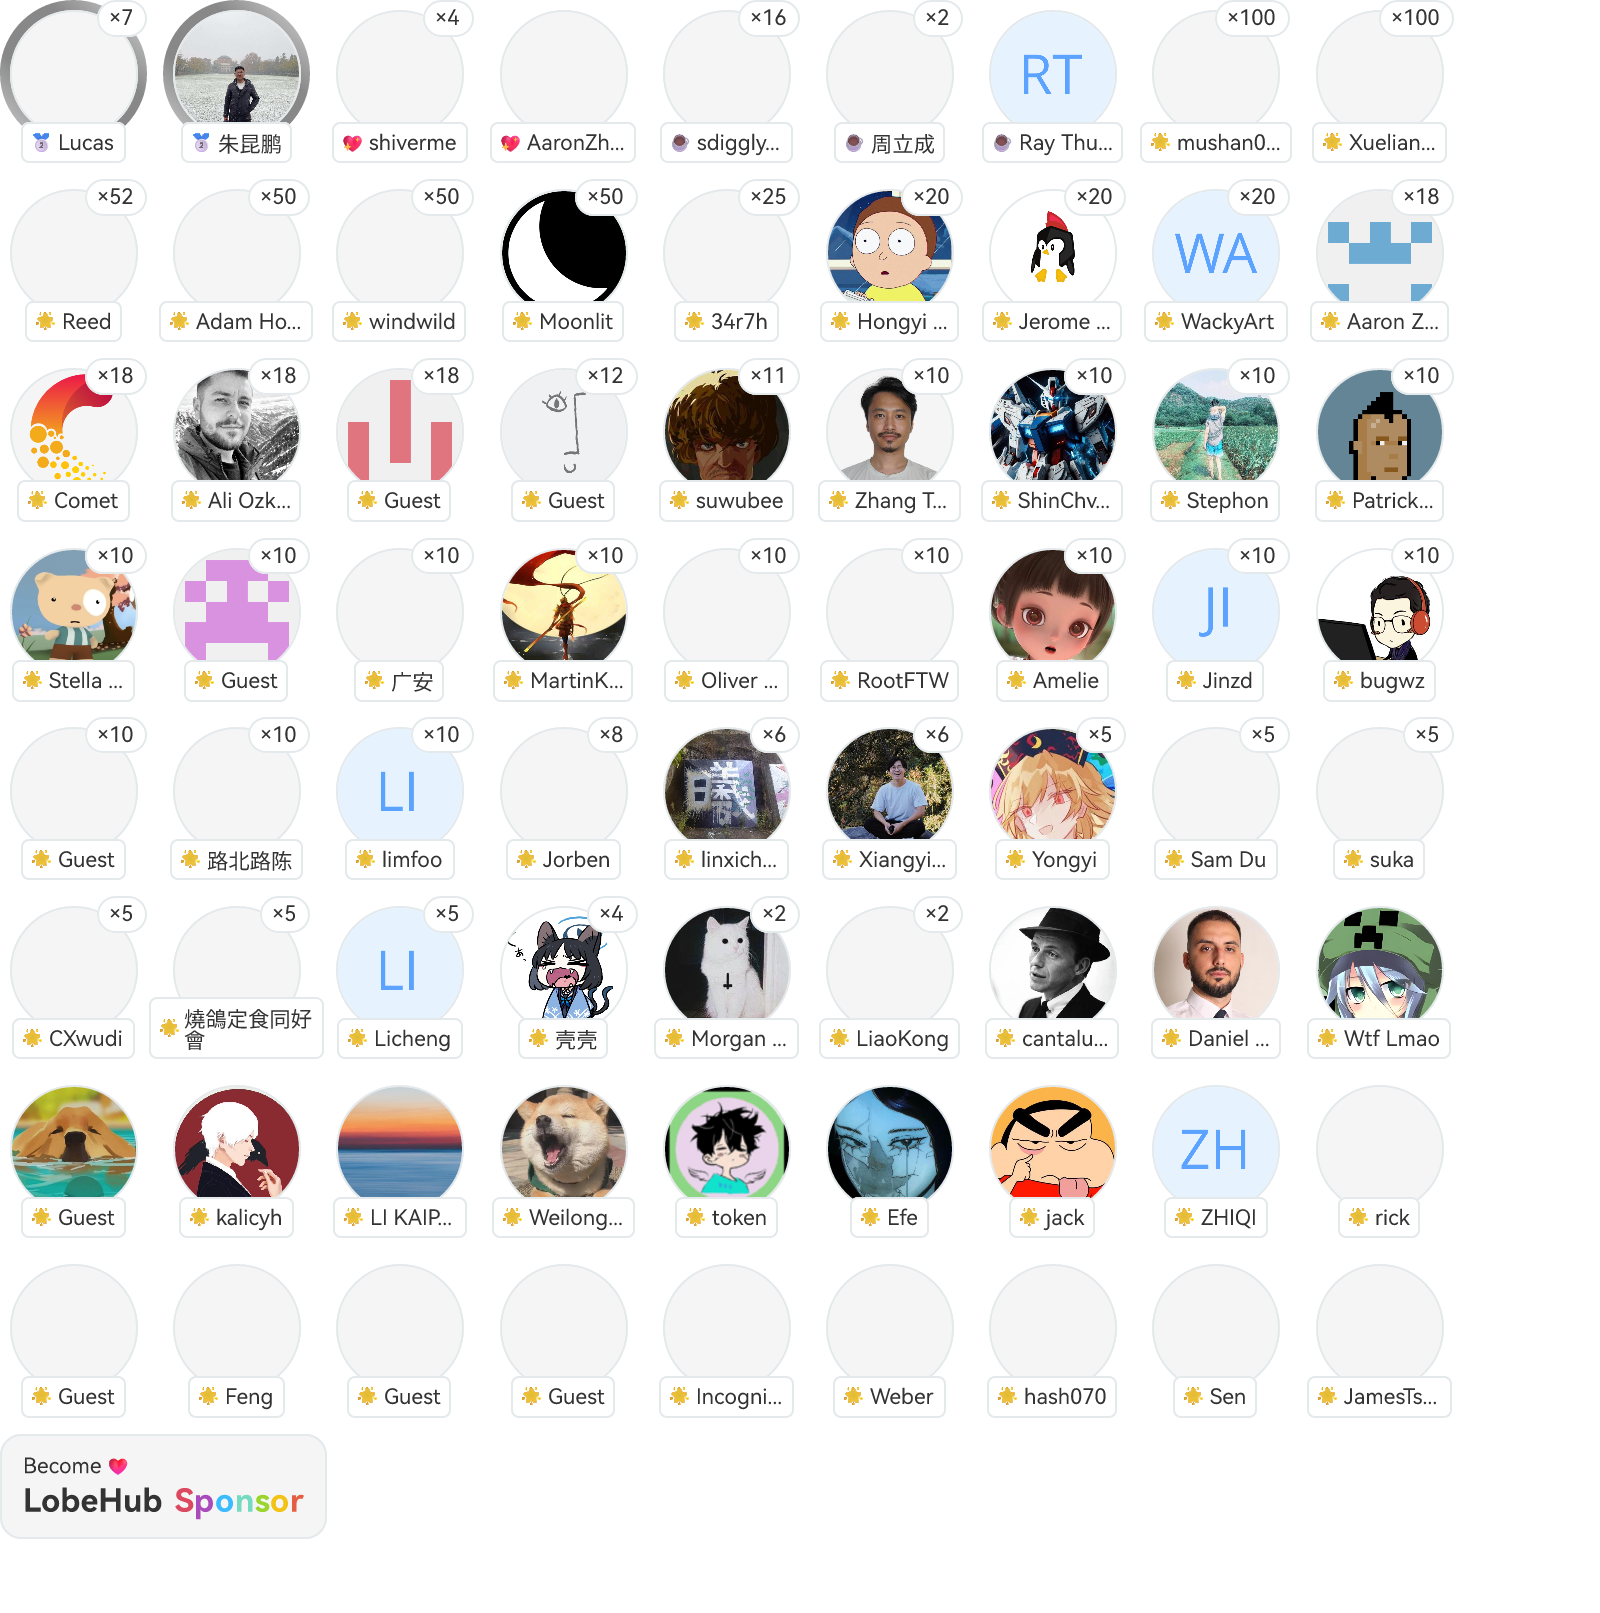 ×7
×4
×16
×2
RT
×100
×100
Lucas
朱昆鹏
shiverme
AaronZh...
sdiggly...
周立成
Ray Thu...
mushan0...
Xuelian...
×52
×50
×50
×50
×25
×20
×20
WA
×20
×18
Reed
Adam Ho...
windwild
Moonlit
34r7h
Hongyi ...
Jerome ...
WackyArt
Aaron Z...
×18
×18
×18
×12
×11
×10
×10
×10
×10
Comet
Ali Ozk...
Guest
Guest
suwubee
Zhang T...
ShinChv...
Stephon
Patrick...
×10
×10
×10
×10
×10
×10
×10
JI
×10
×10
Stella ...
Guest
广安
MartinK...
Oliver ...
RootFTW
Amelie
Jinzd
bugwz
×10
×10
LI
×10
×8
×6
×6
×5
×5
×5
Guest
路北路陈
limfoo
Jorben
linxich...
Xiangyi...
Yongyi
Sam Du
suka
×5
×5
LI
×5
×4
×2
×2
CXwudi
燒鴿定食同好
會
Licheng
壳壳
Morgan ...
LiaoKong
cantalu...
Daniel ...
Wtf Lmao
ZH
Guest
kalicyh
LI KAIP...
Weilong...
token
Efe
jack
ZHIQI
rick
Guest
Feng
Guest
Guest
Incogni...
Weber
hash070
Sen
JamesTs...
Become
LobeHub Sponsor